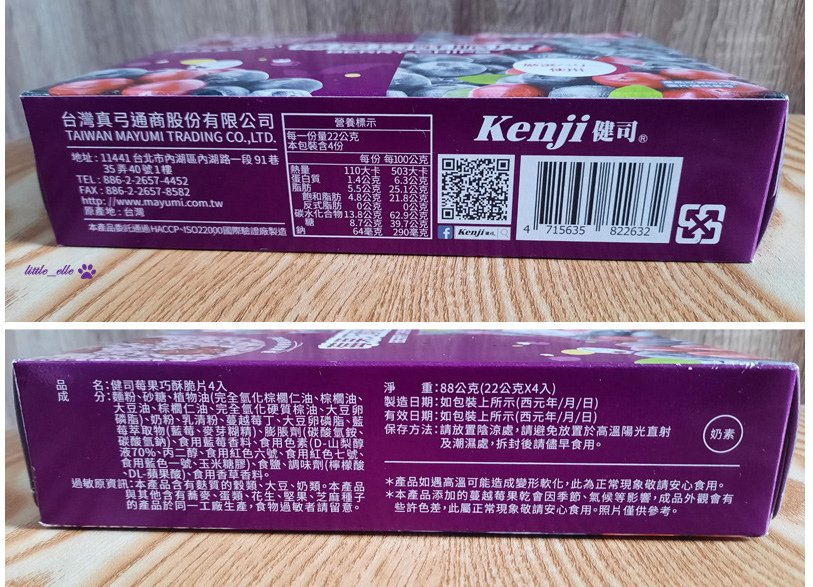 台灣真弓通商股份有限公司
TAIWAN MAYUMI TRADING CO.,LTD.
地址:11441 台北市內湖區內湖路一段 91巷
35弄40號1樓
TEL:886-2-2657-4452
FAX:886-2-2657-8582
http://www.mayumi.com.tw
原產地:台灣
本產品委託通過HACCP、ISO22000國際驗證廠製造
營養標示
每一份量22公克
本包裝含4份
每份 每100公克
熱量 110大卡 503大卡
蛋白質 1.4公克 6.3公克
脂肪 5.5公克 25.1公克
飽和脂肪 4.8公克 21.8公克
反式脂肪 0公克 0公克
碳水化合物 13.8公克 62.9公克
糖 8.7公克 39.7公克
鈉 64毫克 290毫克
Kenji 健司®
Kenji 健司
4 715635 822632
little_elle
品名:健司莓果巧酥脆片4入
成分:麵粉、砂糖、植物油(完全氫化棕櫚仁油、棕櫚油、
大豆油、棕櫚仁油、完全氫化硬質棕油、大豆卵
磷脂)、奶粉、乳清粉、蔓越莓丁、大豆卵磷脂、藍
莓萃取物(藍莓、麥芽糊精)、膨脹劑(碳酸氫銨、
碳酸氫鈉)、食用藍莓香料、食用色素(D-山梨醇
液70%、丙二醇、食用紅色六號、食用紅色七號、
食用藍色一號、玉米糖膠)、食鹽、調味劑(檸檬酸
、DL-蘋果酸)、食用香草香料。
過敏原資訊:本產品含有麩質的穀類、大豆、奶類。本產品
與其他含有蕎麥、蛋類、花生、堅果、芝麻種子
的產品於同一工廠生產,食物過敏者請留意。
淨重:88公克(22公克X4入)
製造日期:如包裝上所示(西元年/月/日)
有效日期:如包裝上所示(西元年/月/日)
保存方法:請放置陰涼處,請避免放置於高溫陽光直射
及潮濕處,拆封後請儘早食用。
奶素
*產品如遇高溫可能造成變形軟化,此為正常現象敬請安心食用。
*本產品添加的蔓越莓果乾會因季節、氣候等影響,成品外觀會有
些許色差,此屬正常現象敬請安心食用。照片僅供參考。